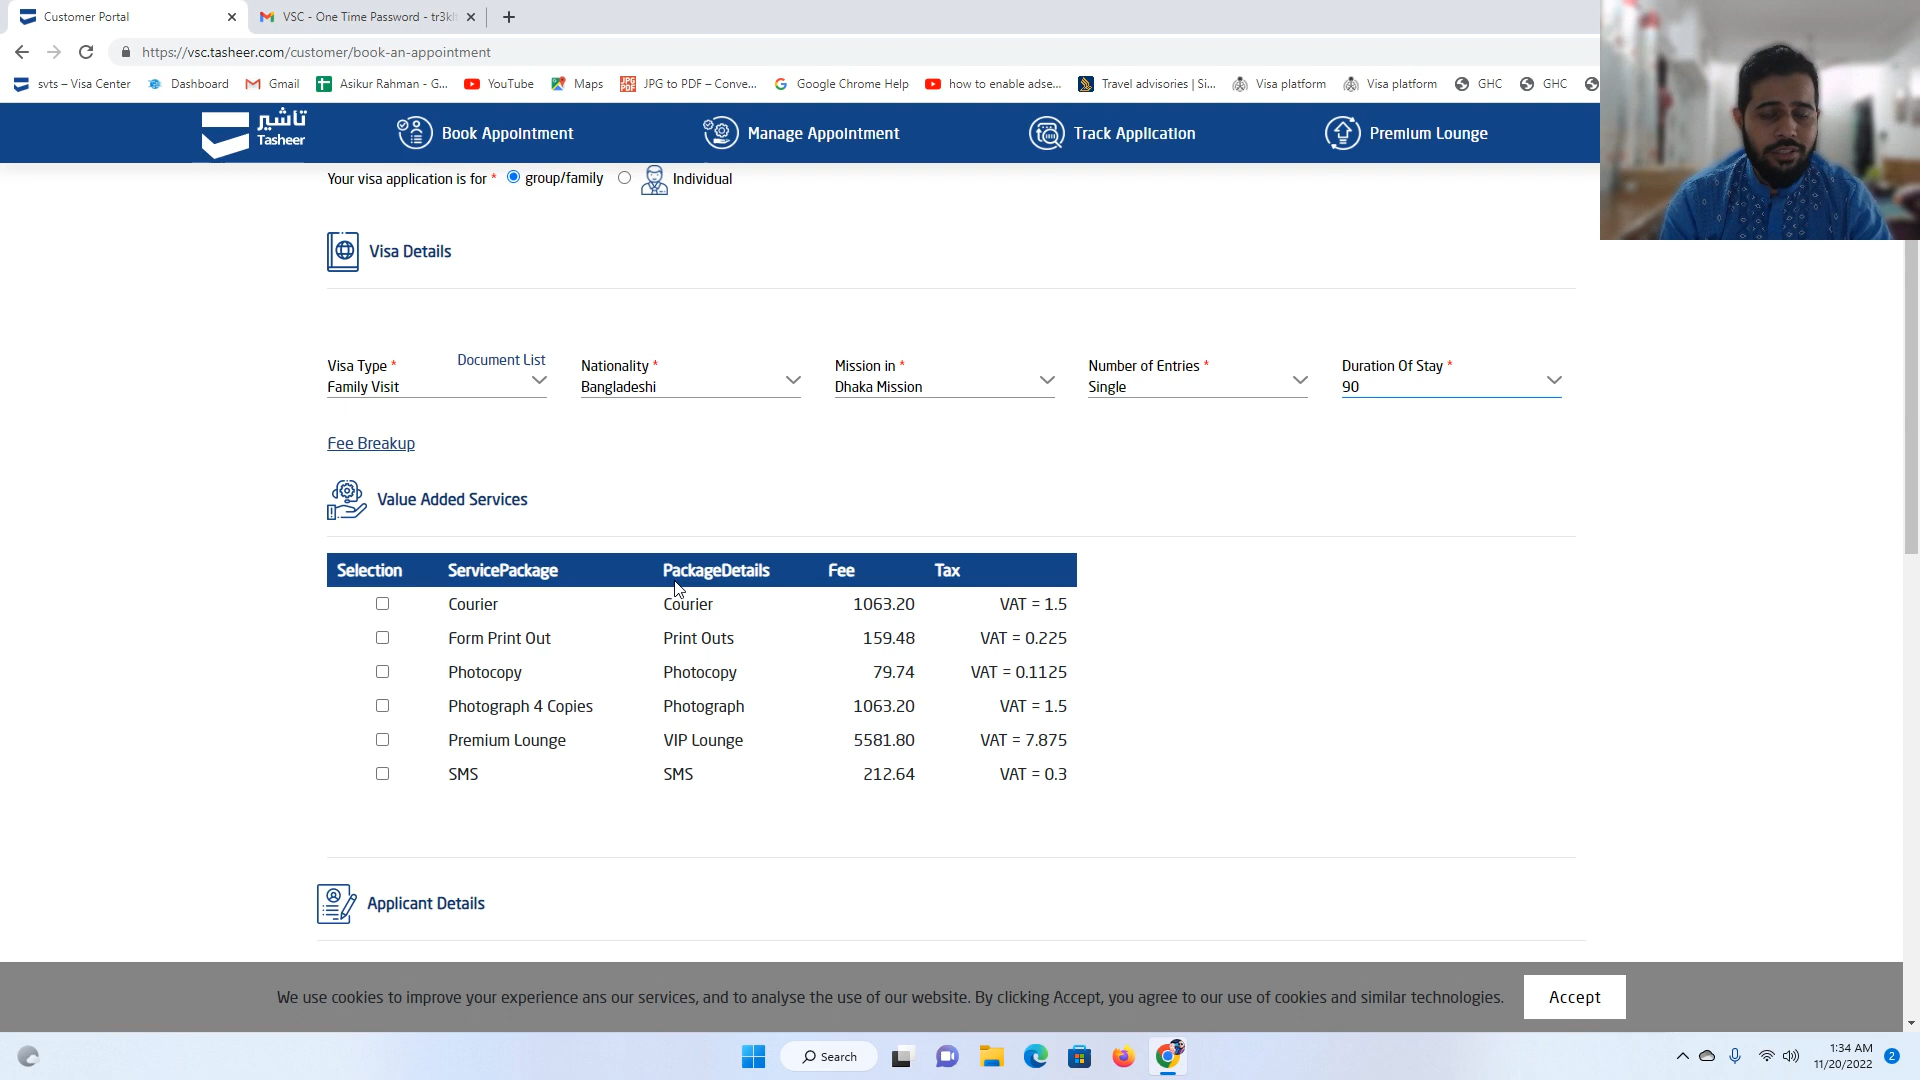 Customer Portal
VSC - One Time Password - tr3kl
https://vsc.tasheer.com/customer/book-an-appointment
svts – Visa Center
Dashboard
Gmail
Asikur Rahman - G...
YouTube
Maps
JPG to PDF – Conve...
Google Chrome Help
how to enable adse...
Travel advisories | Si...
Visa platform
Visa platform
GHC
GHC
تاشير
Tasheer
Book Appointment
Manage Appointment
Track Application
Premium Lounge
Your visa application is for * group/family Individual
Visa Details
Visa Type * Document List
Family Visit
Nationality *
Bangladeshi
Mission in *
Dhaka Mission
Number of Entries *
Single
Duration Of Stay *
90
Fee Breakup
Value Added Services
Selection ServicePackage PackageDetails Fee Tax
Courier Courier 1063.20 VAT = 1.5
Form Print Out Print Outs 159.48 VAT = 0.225
Photocopy Photocopy 79.74 VAT = 0.1125
Photograph 4 Copies Photograph 1063.20 VAT = 1.5
Premium Lounge VIP Lounge 5581.80 VAT = 7.875
SMS SMS 212.64 VAT = 0.3
Applicant Details
We use cookies to improve your experience ans our services, and to analyse the use of our website. By clicking Accept, you agree to our use of cookies and similar technologies.
Accept
Search
1:34 AM
11/20/2022
2